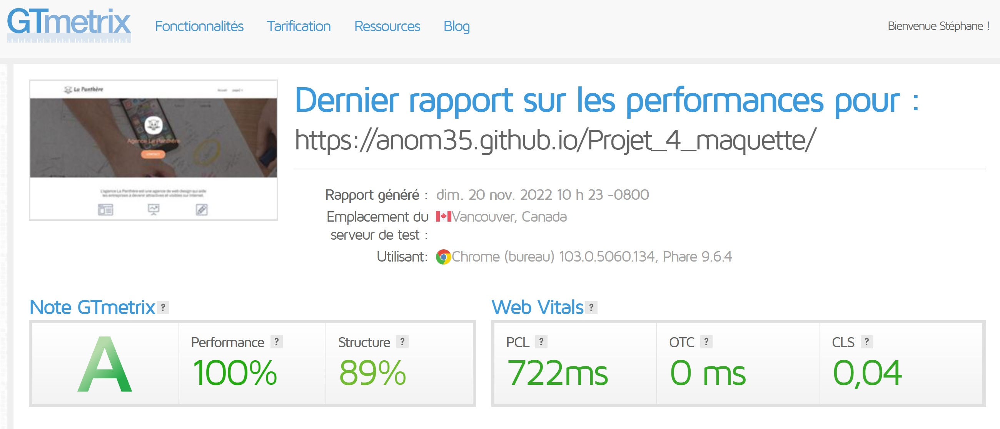 GTmetrix
Fonctionnalités Tarification Ressources Blog
Bienvenue Stéphane !
La Panthère
Accueil page2
Agence La Panthère
CONTACT
L'agence La Panthère est une agence de web design qui aide
les entreprises à devenir attractives et visibles sur Internet.
Dernier rapport sur les performances pour :
https://anom35.github.io/Projet_4_maquette/
Rapport généré : dim. 20 nov. 2022 10 h 23 -0800
Emplacement du Vancouver, Canada
serveur de test :
Utilisant: Chrome (bureau) 103.0.5060.134, Phare 9.6.4
Note GTmetrix ?
A
Performance ?
100%
Structure ?
89%
Web Vitals ?
PCL ?
722ms
OTC ?
0 ms
CLS ?
0,04